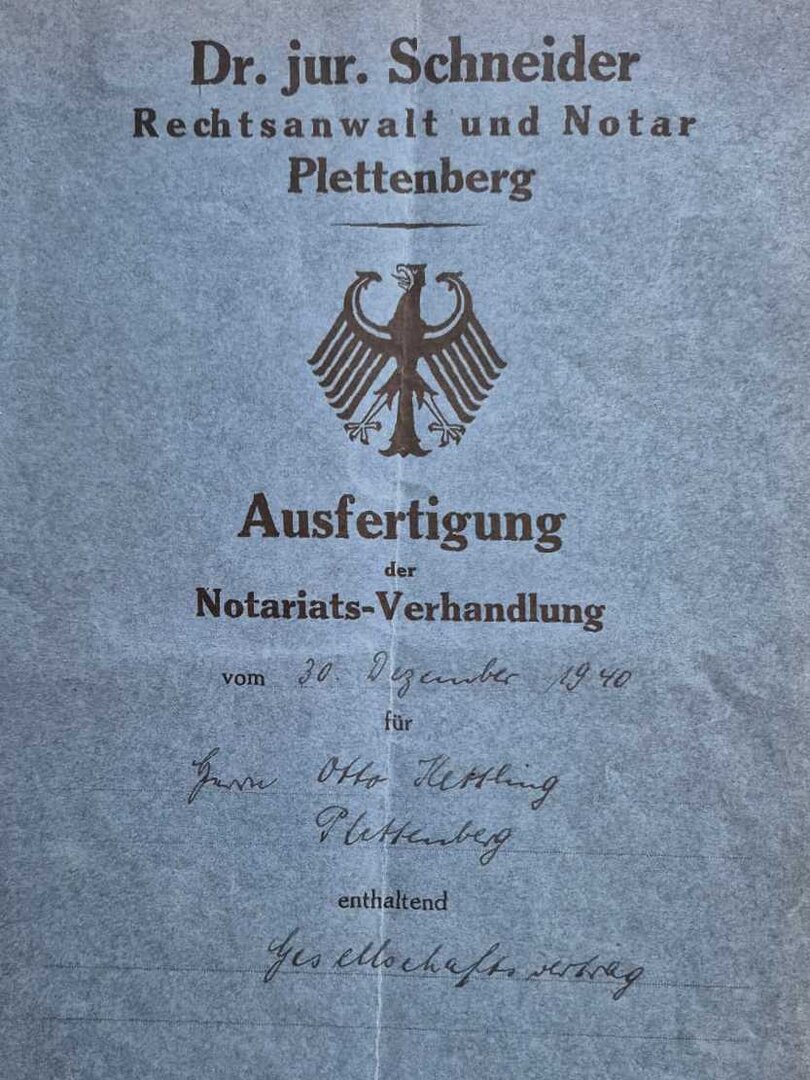 Dr. jur. Schneider
Rechtsanwalt und Notar
Plettenberg
Ausfertigung
der
Notariats-Verhandlung
vom 30. Dezember 1940
für
Herrn Otto Hettling
Plettenberg
enthaltend
Gesellschaftsvertrag